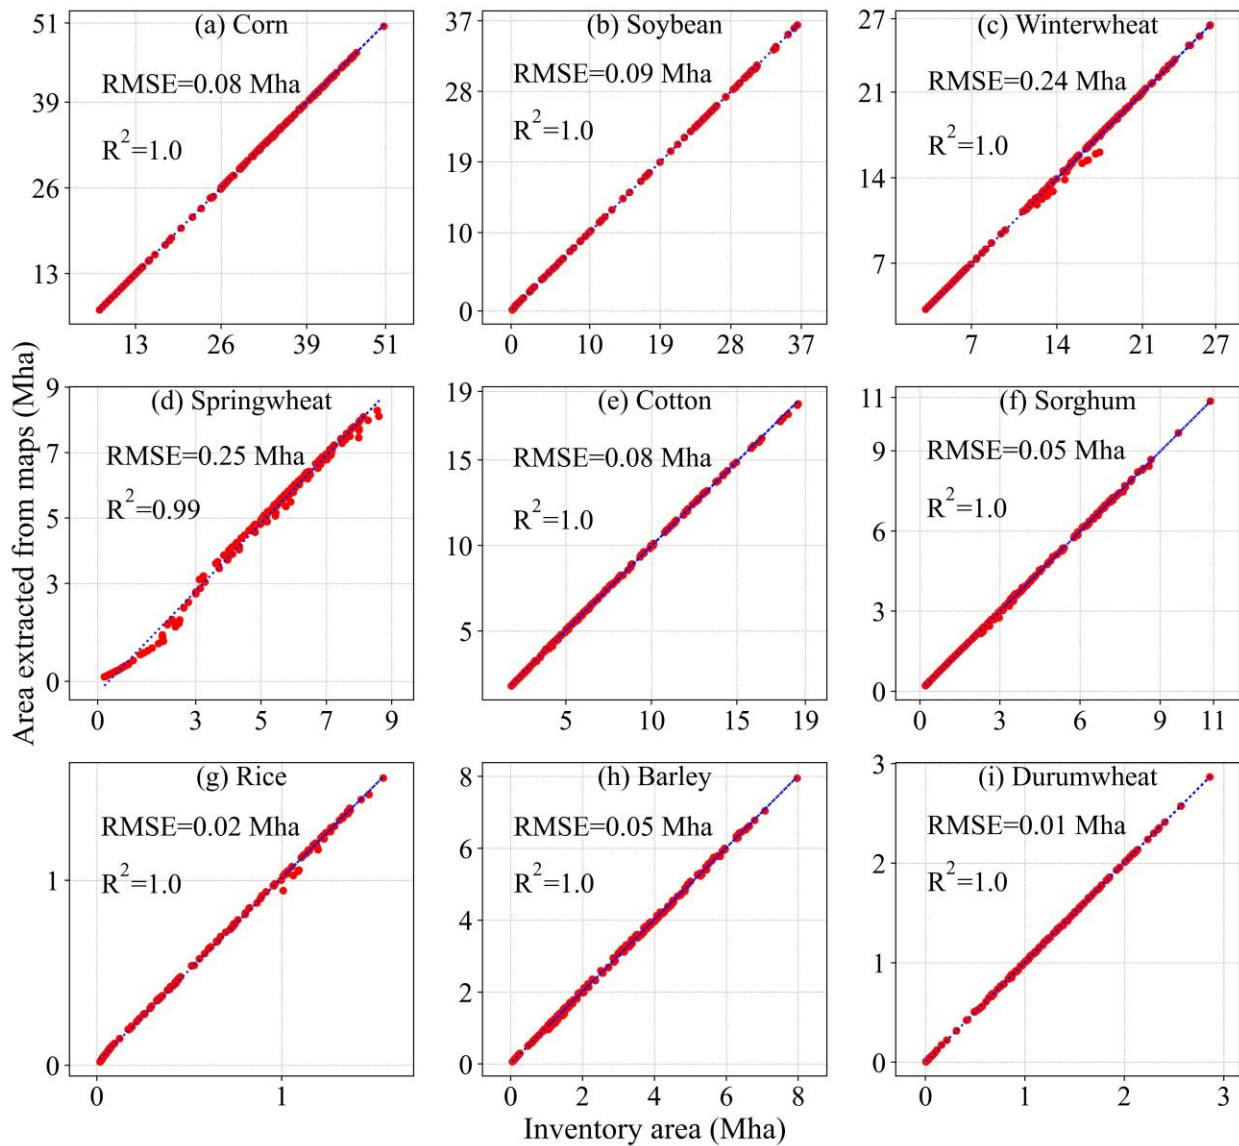 (a) Corn
RMSE=0.08 Mha
R²=1.0
51
39
26
13
13 26 39 51
(b) Soybean
RMSE=0.09 Mha
R²=1.0
37
28
19
10
0
0 10 19 28 37
(c) Winterwheat
RMSE=0.24 Mha
R²=1.0
27
21
14
7
7 14 21 27
Area extracted from maps (Mha)
(d) Springwheat
RMSE=0.25 Mha
R²=0.99
9
7
5
3
0
0 3 5 7 9
(e) Cotton
RMSE=0.08 Mha
R²=1.0
19
15
10
5
5 10 15 19
(f) Sorghum
RMSE=0.05 Mha
R²=1.0
11
9
6
3
0
0 3 6 9 11
(g) Rice
RMSE=0.02 Mha
R²=1.0
1
0
0 1
(h) Barley
RMSE=0.05 Mha
R²=1.0
8
6
4
2
0
0 2 4 6 8
(i) Durumwheat
RMSE=0.01 Mha
R²=1.0
3
2
1
0
0 1 2 3
Inventory area (Mha)